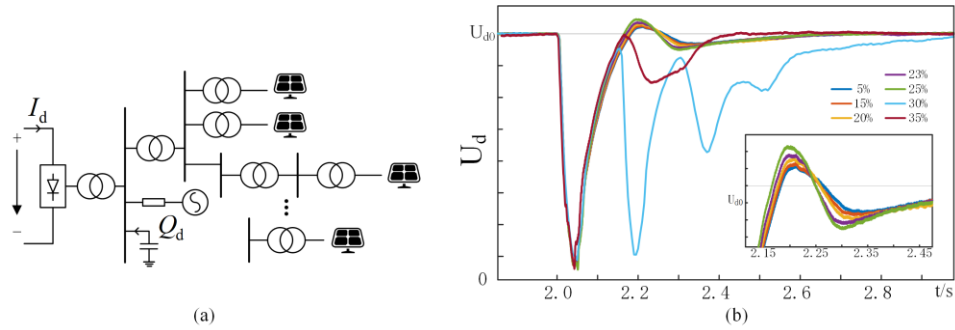 I_d
+
−
Q_d
(a)
U_d0
U_d
0
2.0 2.2 2.4 2.6 2.8 t/s
5%
15%
20%
23%
25%
30%
35%
U_d0
2.15 2.25 2.35 2.45
(b)